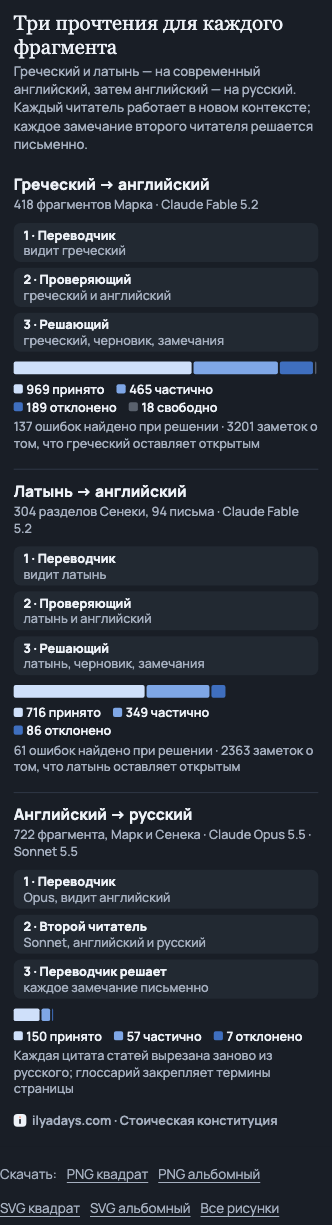 Три прочтения для каждого
фрагмента
Греческий и латынь — на современный
английский, затем английский — на русский.
Каждый читатель работает в новом контексте;
каждое замечание второго читателя решается
письменно.
Греческий → английский
418 фрагментов Марка · Claude Fable 5.2
1 · Переводчик
видит греческий
2 · Проверяющий
греческий и английский
3 · Решающий
греческий, черновик, замечания
969 принято 465 частично
189 отклонено 18 свободно
137 ошибок найдено при решении · 3201 заметок о
том, что греческий оставляет открытым
Латынь → английский
304 разделов Сенеки, 94 письма · Claude Fable
5.2
1 · Переводчик
видит латынь
2 · Проверяющий
латынь и английский
3 · Решающий
латынь, черновик, замечания
716 принято 349 частично
86 отклонено
61 ошибок найдено при решении · 2363 заметок о
том, что латынь оставляет открытым
Английский → русский
722 фрагмента, Марк и Сенека · Claude Opus 5.5 ·
Sonnet 5.5
1 · Переводчик
Opus, видит английский
2 · Второй читатель
Sonnet, английский и русский
3 · Переводчик решает
каждое замечание письменно
150 принято 57 частично 7 отклонено
Каждая цитата статей вырезана заново из
русского; глоссарий закрепляет термины
страницы
ilyadays.com · Стоическая конституция
Скачать: PNG квадрат PNG альбомный
SVG квадрат SVG альбомный Все рисунки